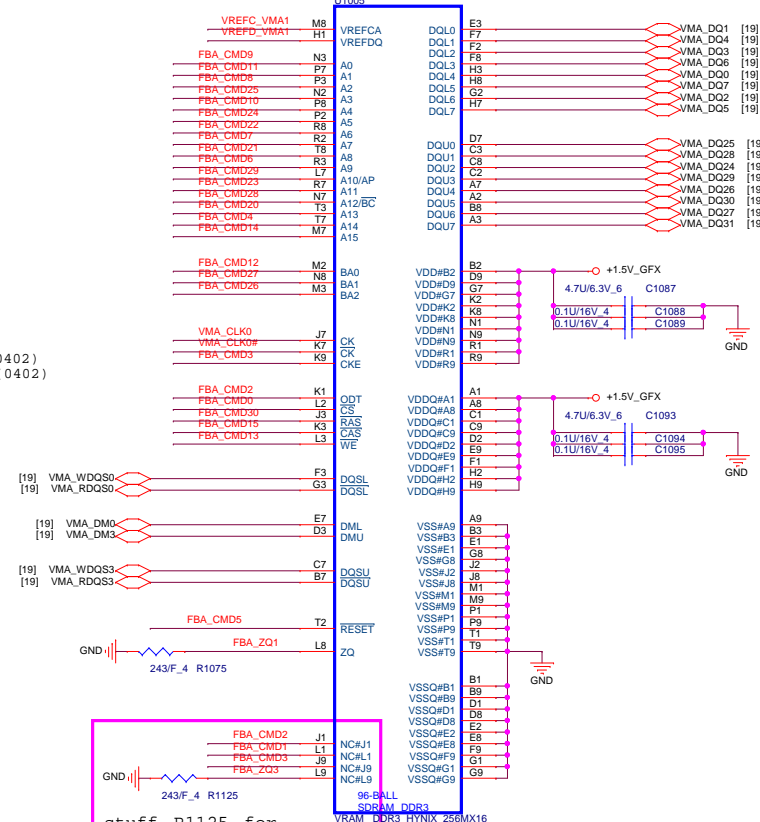 U1005
VREFC_VMA1 M8 VREFCA
VREFD_VMA1 H1 VREFDQ
FBA_CMD9 N3 A0
FBA_CMD11 P7 A1
FBA_CMD8 P3 A2
FBA_CMD25 N2 A3
FBA_CMD10 P8 A4
FBA_CMD24 P2 A5
FBA_CMD22 R8 A6
FBA_CMD7 R2 A7
FBA_CMD21 T8 A8
FBA_CMD6 R3 A9
FBA_CMD29 L7 A10/AP
FBA_CMD23 R7 A11
FBA_CMD28 N7 A12/BC
FBA_CMD20 T3 A13
FBA_CMD4 T7 A14
FBA_CMD14 M7 A15
FBA_CMD12 M2 BA0
FBA_CMD27 N8 BA1
FBA_CMD26 M3 BA2
VMA_CLK0 J7 CK
VMA_CLK0# K7 CK
FBA_CMD3 K9 CKE
0402)
0402)
FBA_CMD2 K1 ODT
FBA_CMD0 L2 CS
FBA_CMD30 J3 RAS
FBA_CMD15 K3 CAS
FBA_CMD13 L3 WE
[19] VMA_WDQS0 F3 DQSL
[19] VMA_RDQS0 G3 DQSL
[19] VMA_DM0 E7 DML
[19] VMA_DM3 D3 DMU
[19] VMA_WDQS3 C7 DQSU
[19] VMA_RDQS3 B7 DQSU
FBA_CMD5 T2 RESET
GND FBA_ZQ1 L8 ZQ
243/F_4 R1075
FBA_CMD2 J1 NC#J1
FBA_CMD1 L1 NC#L1
FBA_CMD3 J9 NC#J9
GND FBA_ZQ3 L9 NC#L9
243/F_4 R1125
stuff R1125 for
DQL0 E3 VMA_DQ1 [19]
DQL1 F7 VMA_DQ4 [19]
DQL2 F2 VMA_DQ3 [19]
DQL3 F8 VMA_DQ6 [19]
DQL4 H3 VMA_DQ0 [19]
DQL5 H8 VMA_DQ7 [19]
DQL6 G2 VMA_DQ2 [19]
DQL7 H7 VMA_DQ5 [19]
DQU0 D7 VMA_DQ25 [19
DQU1 C3 VMA_DQ28 [19
DQU2 C8 VMA_DQ24 [19
DQU3 C2 VMA_DQ29 [19
DQU4 A7 VMA_DQ26 [19
DQU5 A2 VMA_DQ30 [19
DQU6 B8 VMA_DQ27 [19
DQU7 A3 VMA_DQ31 [19
VDD#B2 B2 +1.5V_GFX
VDD#D9 D9
VDD#G7 G7 4.7U/6.3V_6 C1087
VDD#K2 K2
VDD#K8 K8 0.1U/16V_4 C1088
VDD#N1 N1 0.1U/16V_4 C1089
VDD#N9 N9
VDD#R1 R1 GND
VDD#R9 R9
VDDQ#A1 A1 +1.5V_GFX
VDDQ#A8 A8
VDDQ#C1 C1 4.7U/6.3V_6 C1093
VDDQ#C9 C9
VDDQ#D2 D2 0.1U/16V_4 C1094
VDDQ#E9 E9 0.1U/16V_4 C1095
VDDQ#F1 F1
VDDQ#H2 H2 GND
VDDQ#H9 H9
VSS#A9 A9
VSS#B3 B3
VSS#E1 E1
VSS#G8 G8
VSS#J2 J2
VSS#J8 J8
VSS#M1 M1
VSS#M9 M9
VSS#P1 P1
VSS#P9 P9
VSS#T1 T1
VSS#T9 T9
GND
VSSQ#B1 B1
VSSQ#B9 B9
VSSQ#D1 D1
VSSQ#D8 D8
VSSQ#E2 E2
VSSQ#E8 E8
VSSQ#F9 F9
VSSQ#G1 G1
VSSQ#G9 G9
96-BALL
SDRAM DDR3
VRAM _DDR3_HYNIX_256MX16